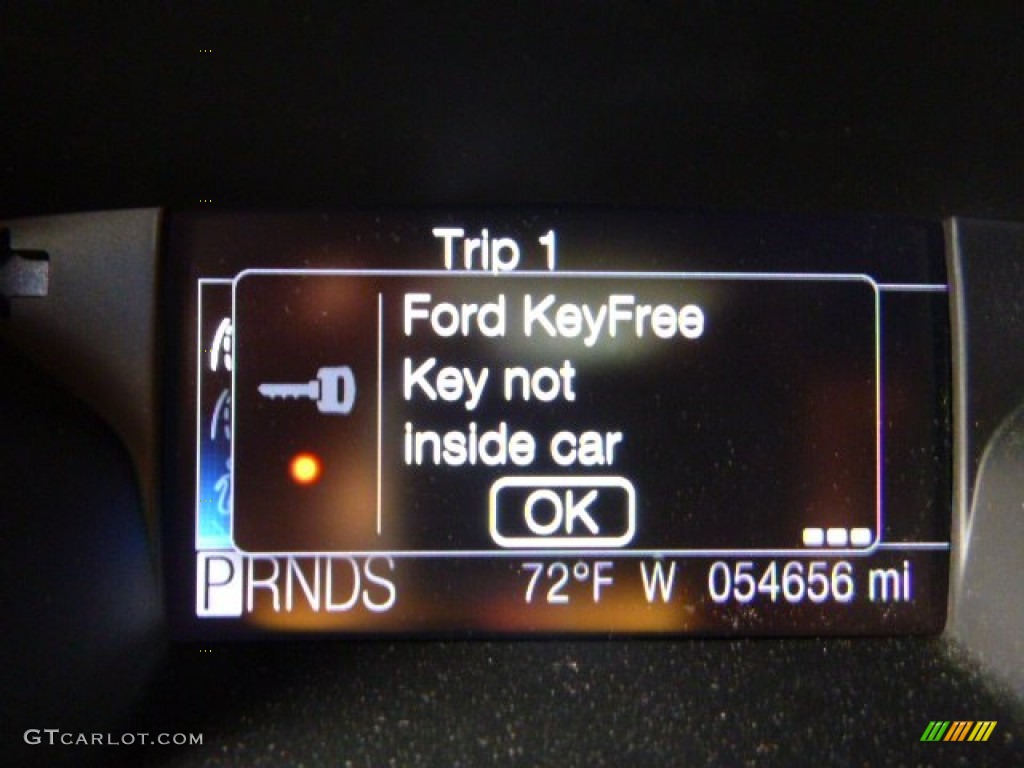 Trip 1
Ford KeyFree
Key not
inside car
OK
PRNDS 72°F W 054656 mi
GTCARLOT.COM